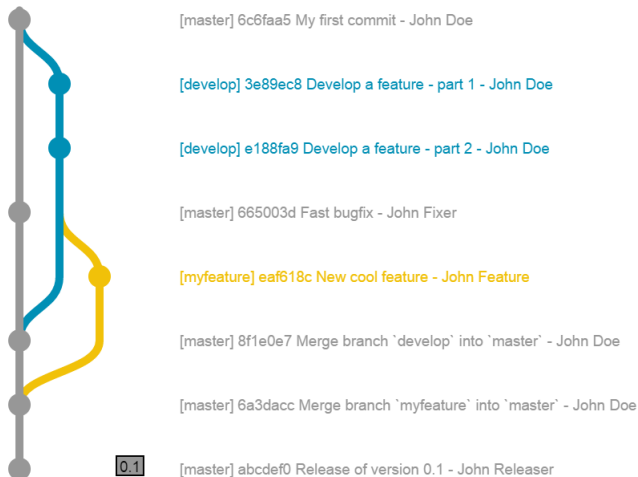 [master] 6c6faa5 My first commit - John Doe
[develop] 3e89ec8 Develop a feature - part 1 - John Doe
[develop] e188fa9 Develop a feature - part 2 - John Doe
[master] 665003d Fast bugfix - John Fixer
[myfeature] eaf618c New cool feature - John Feature
[master] 8f1e0e7 Merge branch `develop` into `master` - John Doe
[master] 6a3dacc Merge branch `myfeature` into `master` - John Doe
0.1 [master] abcdef0 Release of version 0.1 - John Releaser